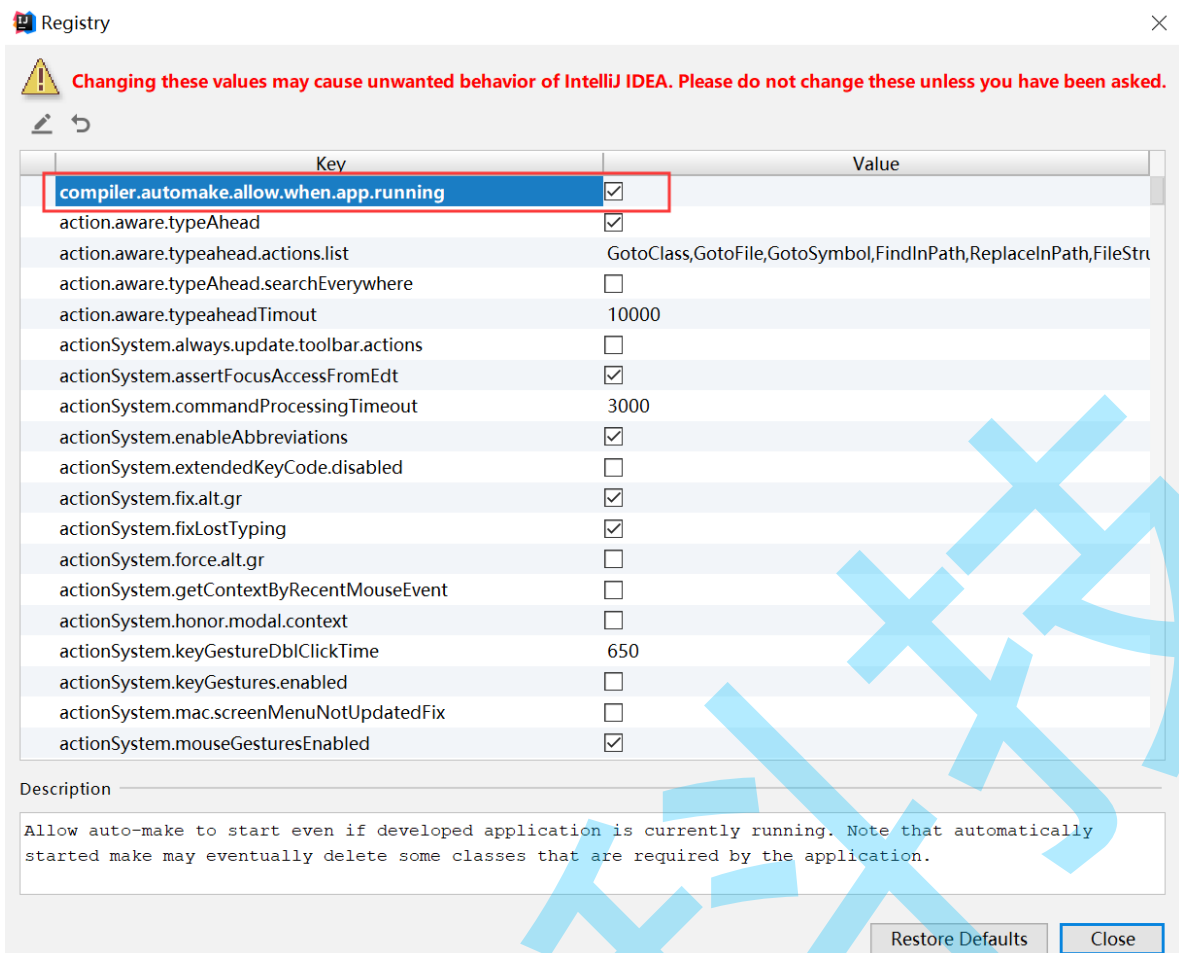 Registry
Changing these values may cause unwanted behavior of IntelliJ IDEA. Please do not change these unless you have been asked.
Key Value
compiler.automake.allow.when.app.running
action.aware.typeAhead
action.aware.typeahead.actions.list GotoClass,GotoFile,GotoSymbol,FindInPath,ReplaceInPath,FileStru
action.aware.typeAhead.searchEverywhere
action.aware.typeaheadTimout 10000
actionSystem.always.update.toolbar.actions
actionSystem.assertFocusAccessFromEdt
actionSystem.commandProcessingTimeout 3000
actionSystem.enableAbbreviations
actionSystem.extendedKeyCode.disabled
actionSystem.fix.alt.gr
actionSystem.fixLostTyping
actionSystem.force.alt.gr
actionSystem.getContextByRecentMouseEvent
actionSystem.honor.modal.context
actionSystem.keyGestureDblClickTime 650
actionSystem.keyGestures.enabled
actionSystem.mac.screenMenuNotUpdatedFix
actionSystem.mouseGesturesEnabled
Description
Allow auto-make to start even if developed application is currently running. Note that automatically
started make may eventually delete some classes that are required by the application.
Restore Defaults Close